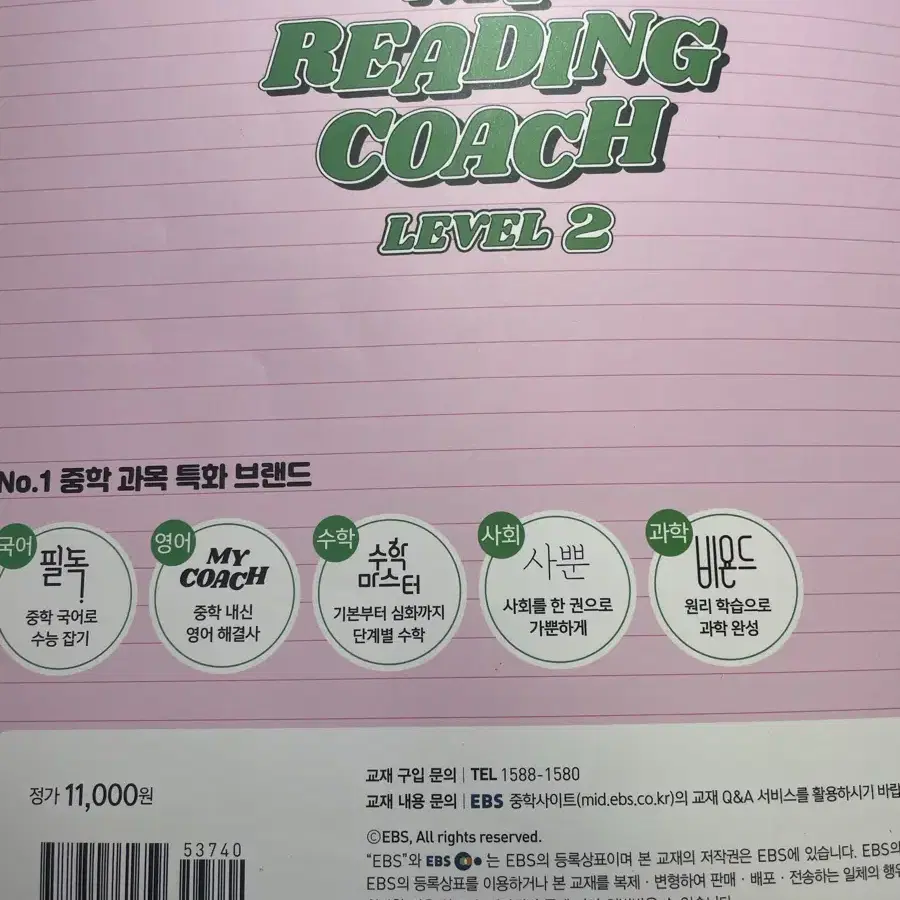 READING
COACH
LEVEL 2
No.1 중학 과목 특화 브랜드
국어
필독!
중학 국어로
수능 잡기
영어
MY
COACH
중학 내신
영어 해결사
수학
수학
마스터
기본부터 심화까지
단계별 수학
사회
사뿐
사회를 한 권으로
가뿐하게
과학
비욘드
원리 학습으로
과학 완성
정가 11,000원
53740
교재 구입 문의 | TEL 1588-1580
교재 내용 문의 | EBS 중학사이트(mid.ebs.co.kr)의 교재 Q&A 서비스를 활용하시기 바랍
©EBS, All rights reserved.
“EBS”와 EBS 는 EBS의 등록상표이며 본 교재의 저작권은 EBS에 있습니다. EBS의
EBS의 등록상표를 이용하거나 본 교재를 복제 · 변형하여 판매 · 배포 · 전송하는 일체의 행위